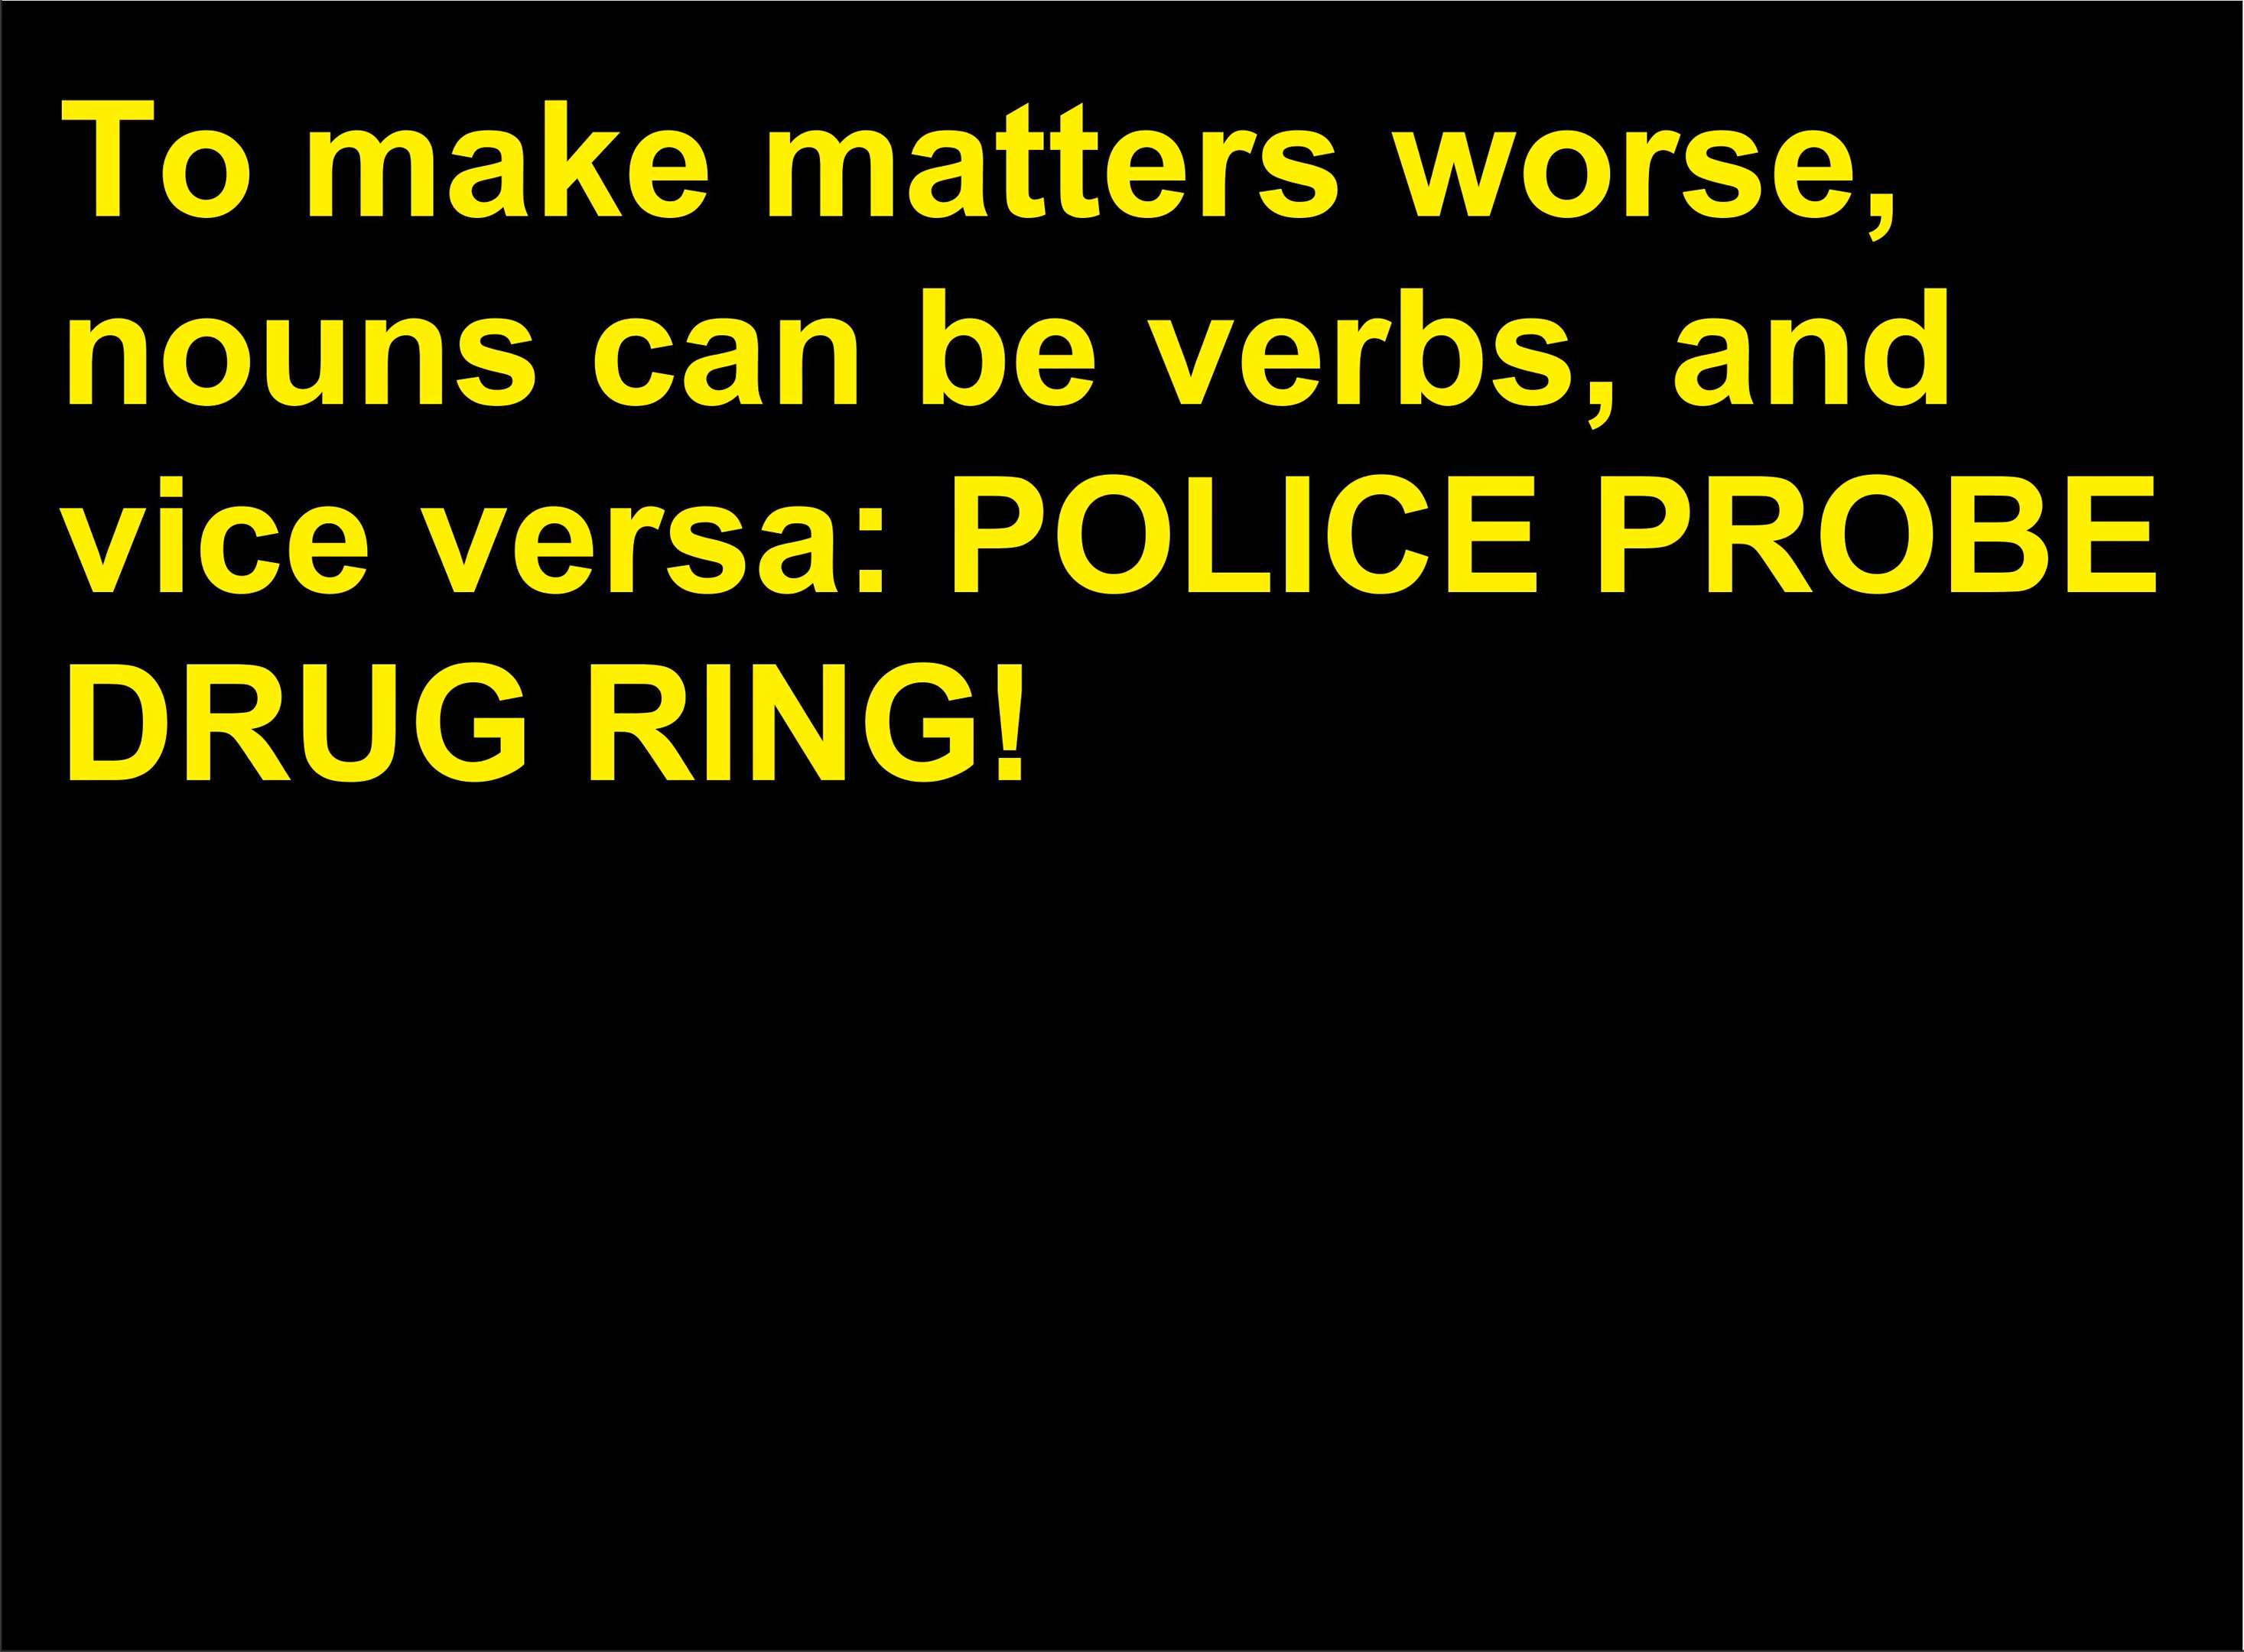 To make matters worse,
nouns can be verbs, and
vice versa: POLICE PROBE
DRUG RING!